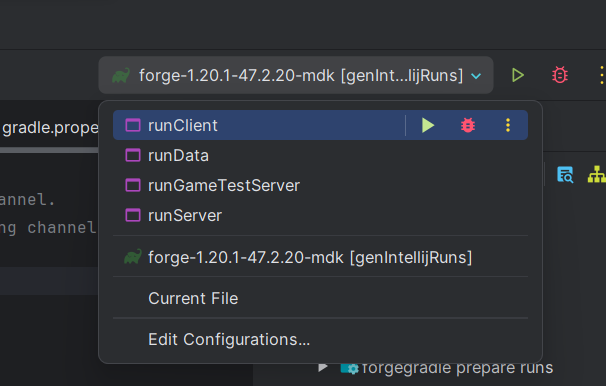 forge-1.20.1-47.2.20-mdk [genInt...lijRuns]
gradle.prope
runClient
runData
runGameTestServer
annel.
runServer
ng channel
forge-1.20.1-47.2.20-mdk [genIntellijRuns]
Current File
Edit Configurations...
forgegradle prepare runs